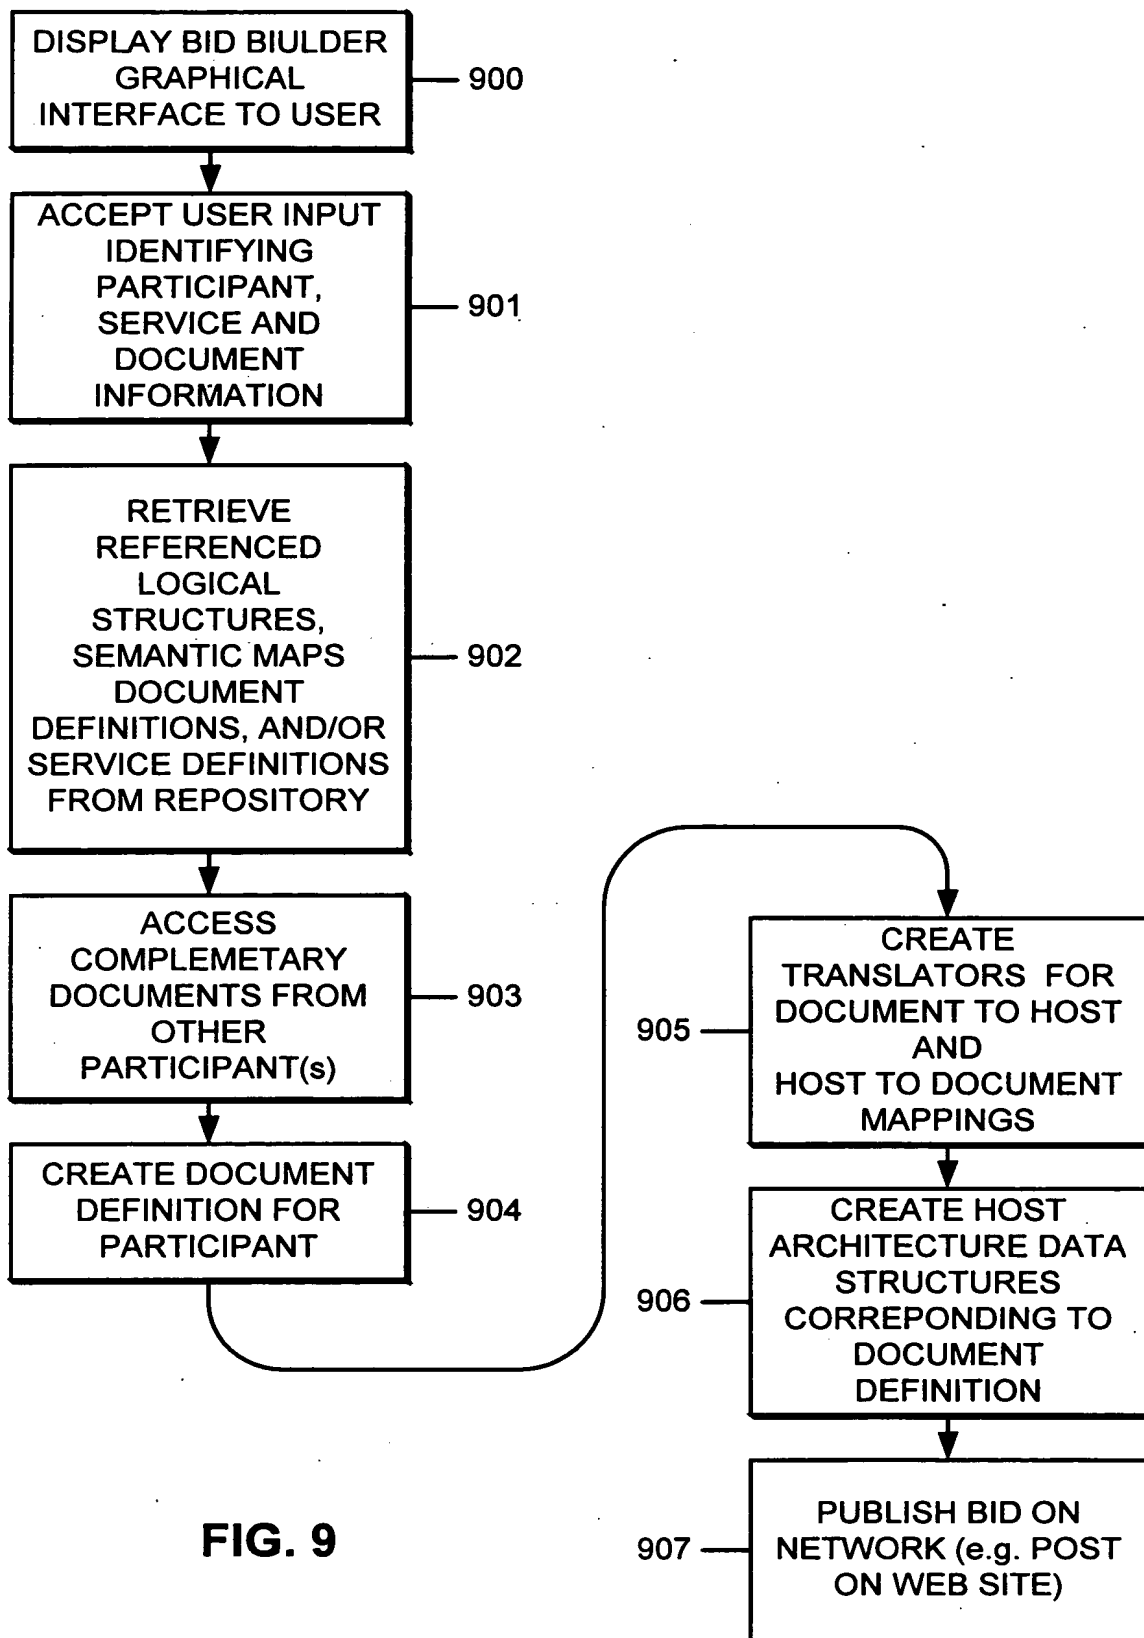 DISPLAY BID BIULDER
GRAPHICAL
INTERFACE TO USER
900
ACCEPT USER INPUT
IDENTIFYING
PARTICIPANT,
SERVICE AND
DOCUMENT
INFORMATION
901
RETRIEVE
REFERENCED
LOGICAL
STRUCTURES,
SEMANTIC MAPS
DOCUMENT
DEFINITIONS, AND/OR
SERVICE DEFINITIONS
FROM REPOSITORY
902
ACCESS
COMPLEMETARY
DOCUMENTS FROM
OTHER
PARTICIPANT(s)
903
CREATE DOCUMENT
DEFINITION FOR
PARTICIPANT
904
CREATE
TRANSLATORS FOR
DOCUMENT TO HOST
AND
HOST TO DOCUMENT
MAPPINGS
905
CREATE HOST
ARCHITECTURE DATA
STRUCTURES
CORREPONDING TO
DOCUMENT
DEFINITION
906
PUBLISH BID ON
NETWORK (e.g. POST
ON WEB SITE)
907
FIG. 9